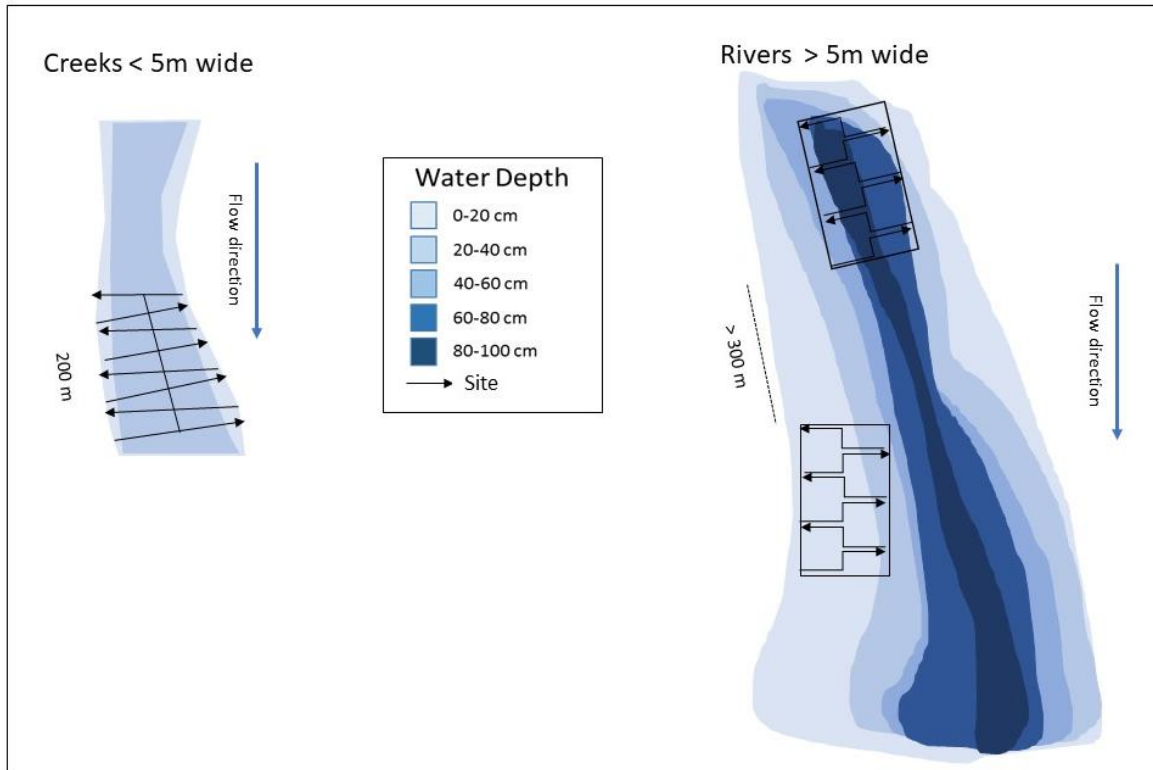 Creeks < 5m wide
Flow direction
200 m
Water Depth
0-20 cm
20-40 cm
40-60 cm
60-80 cm
80-100 cm
Site
Rivers > 5m wide
> 300 m
Flow direction